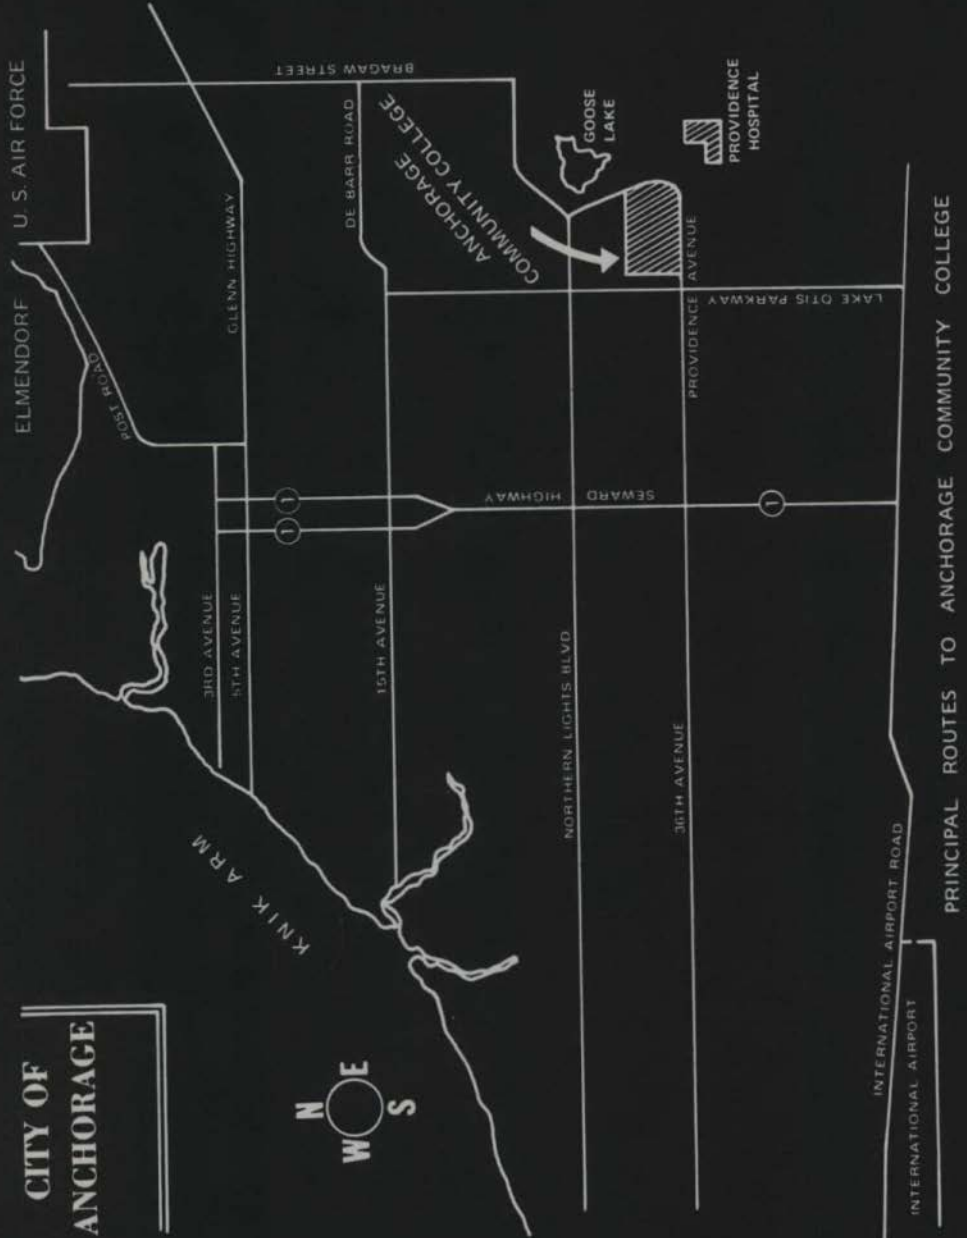 CITY OF
ANCHORAGE
ELMENDORF U. S. AIR FORCE
POST ROAD
GLENN HIGHWAY
BRAGAW STREET
DE BARR ROAD
ANCHORAGE
COMMUNITY COLLEGE
GOOSE
LAKE
PROVIDENCE
HOSPITAL
3RD AVENUE
5TH AVENUE
1
1
15TH AVENUE
SEWARD HIGHWAY
KNIK ARM
N
W E
S
NORTHERN LIGHTS BLVD
36TH AVENUE
PROVIDENCE AVENUE
LAKE OTIS PARKWAY
1
INTERNATIONAL AIRPORT ROAD
INTERNATIONAL AIRPORT
PRINCIPAL ROUTES TO ANCHORAGE COMMUNITY COLLEGE